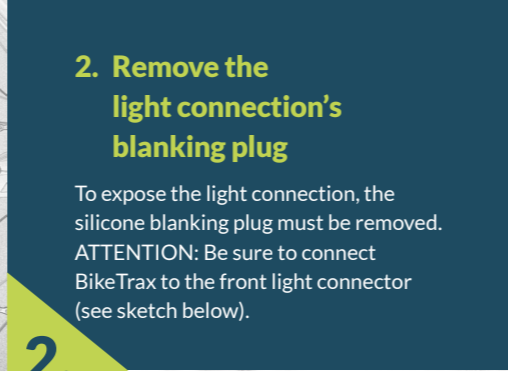 2. Remove the
light connection’s
blanking plug
To expose the light connection, the
silicone blanking plug must be removed.
ATTENTION: Be sure to connect
BikeTrax to the front light connector
(see sketch below).
2